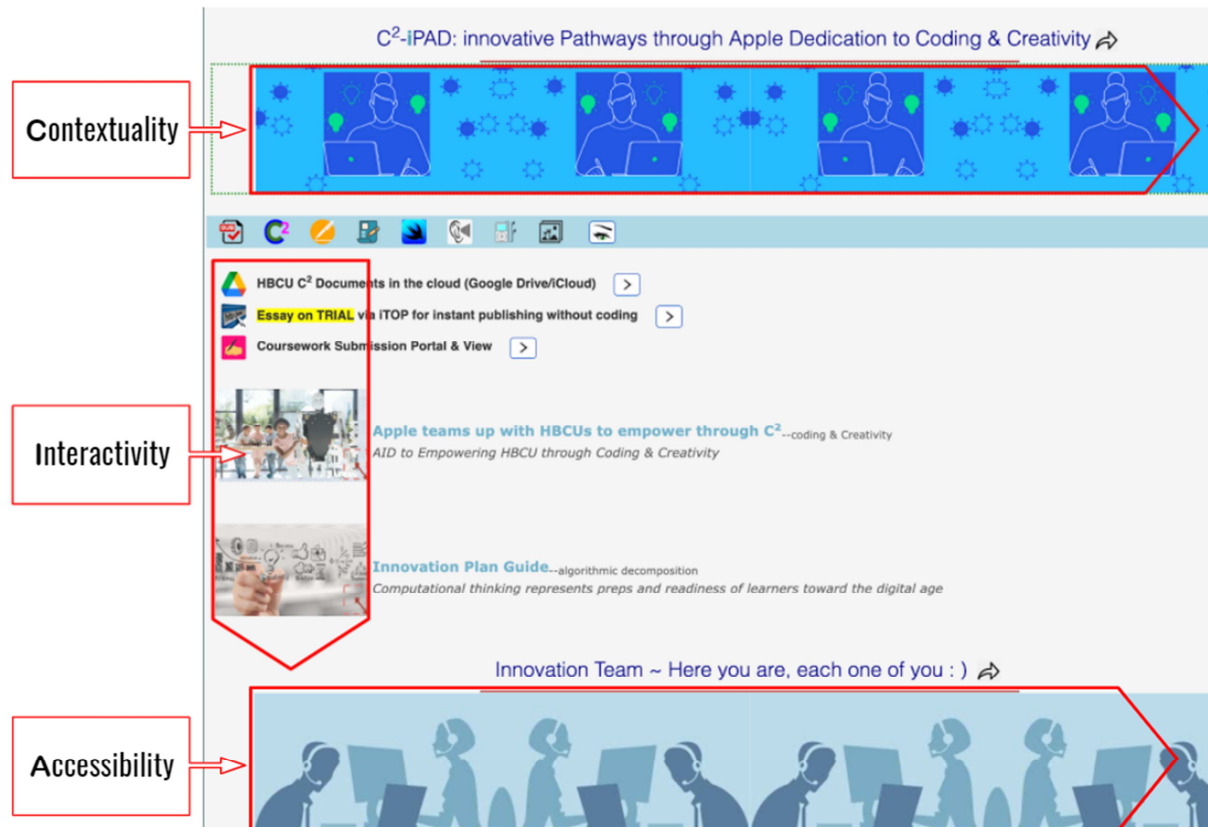 C²-iPAD: innovative Pathways through Apple Dedication to Coding & Creativity
Contextuality
C²
HBCU C² Documents in the cloud (Google Drive/iCloud)
Essay on TRIAL via iTOP for instant publishing without coding
Coursework Submission Portal & View
Interactivity
Apple teams up with HBCUs to empower through C²--coding & Creativity
AID to Empowering HBCU through Coding & Creativity
Innovation Plan Guide--algorithmic decomposition
Computational thinking represents preps and readiness of learners toward the digital age
Innovation Team ~ Here you are, each one of you : )
Accessibility